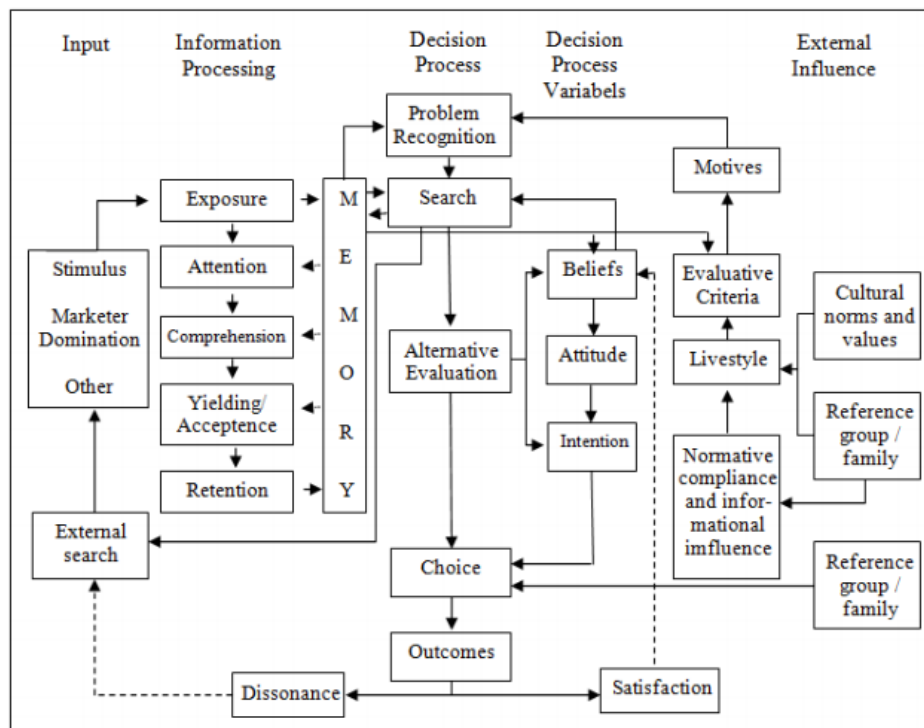 Input
Information
Processing
Decision
Process
Decision
Process
Variabels
External
Influence
Problem
Recognition
Motives
Exposure
M
E
M
O
R
Y
Search
Stimulus
Marketer
Domination
Other
Attention
Beliefs
Evaluative
Criteria
Cultural
norms and
values
Comprehension
Alternative
Evaluation
Attitude
Livestyle
Yielding/
Acceptence
Intention
Reference
group /
family
Normative
compliance
and infor-
mational
imfluence
Retention
External
search
Choice
Reference
group /
family
Outcomes
Dissonance
Satisfaction